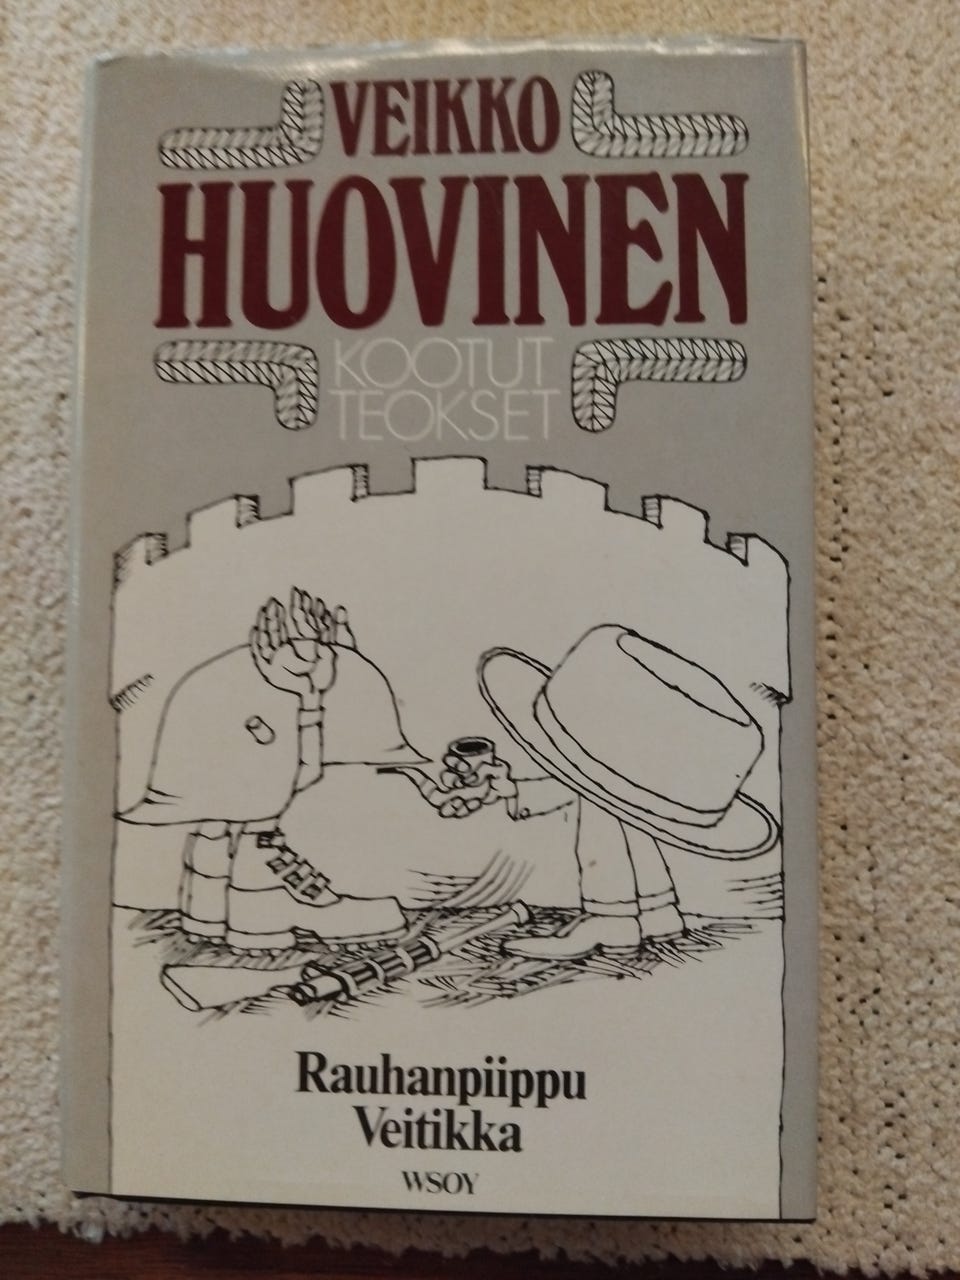 VEIKKO
HUOVINEN
KOOTUT
TEOKSET
Rauhanpiippu
Veitikka
WSOY